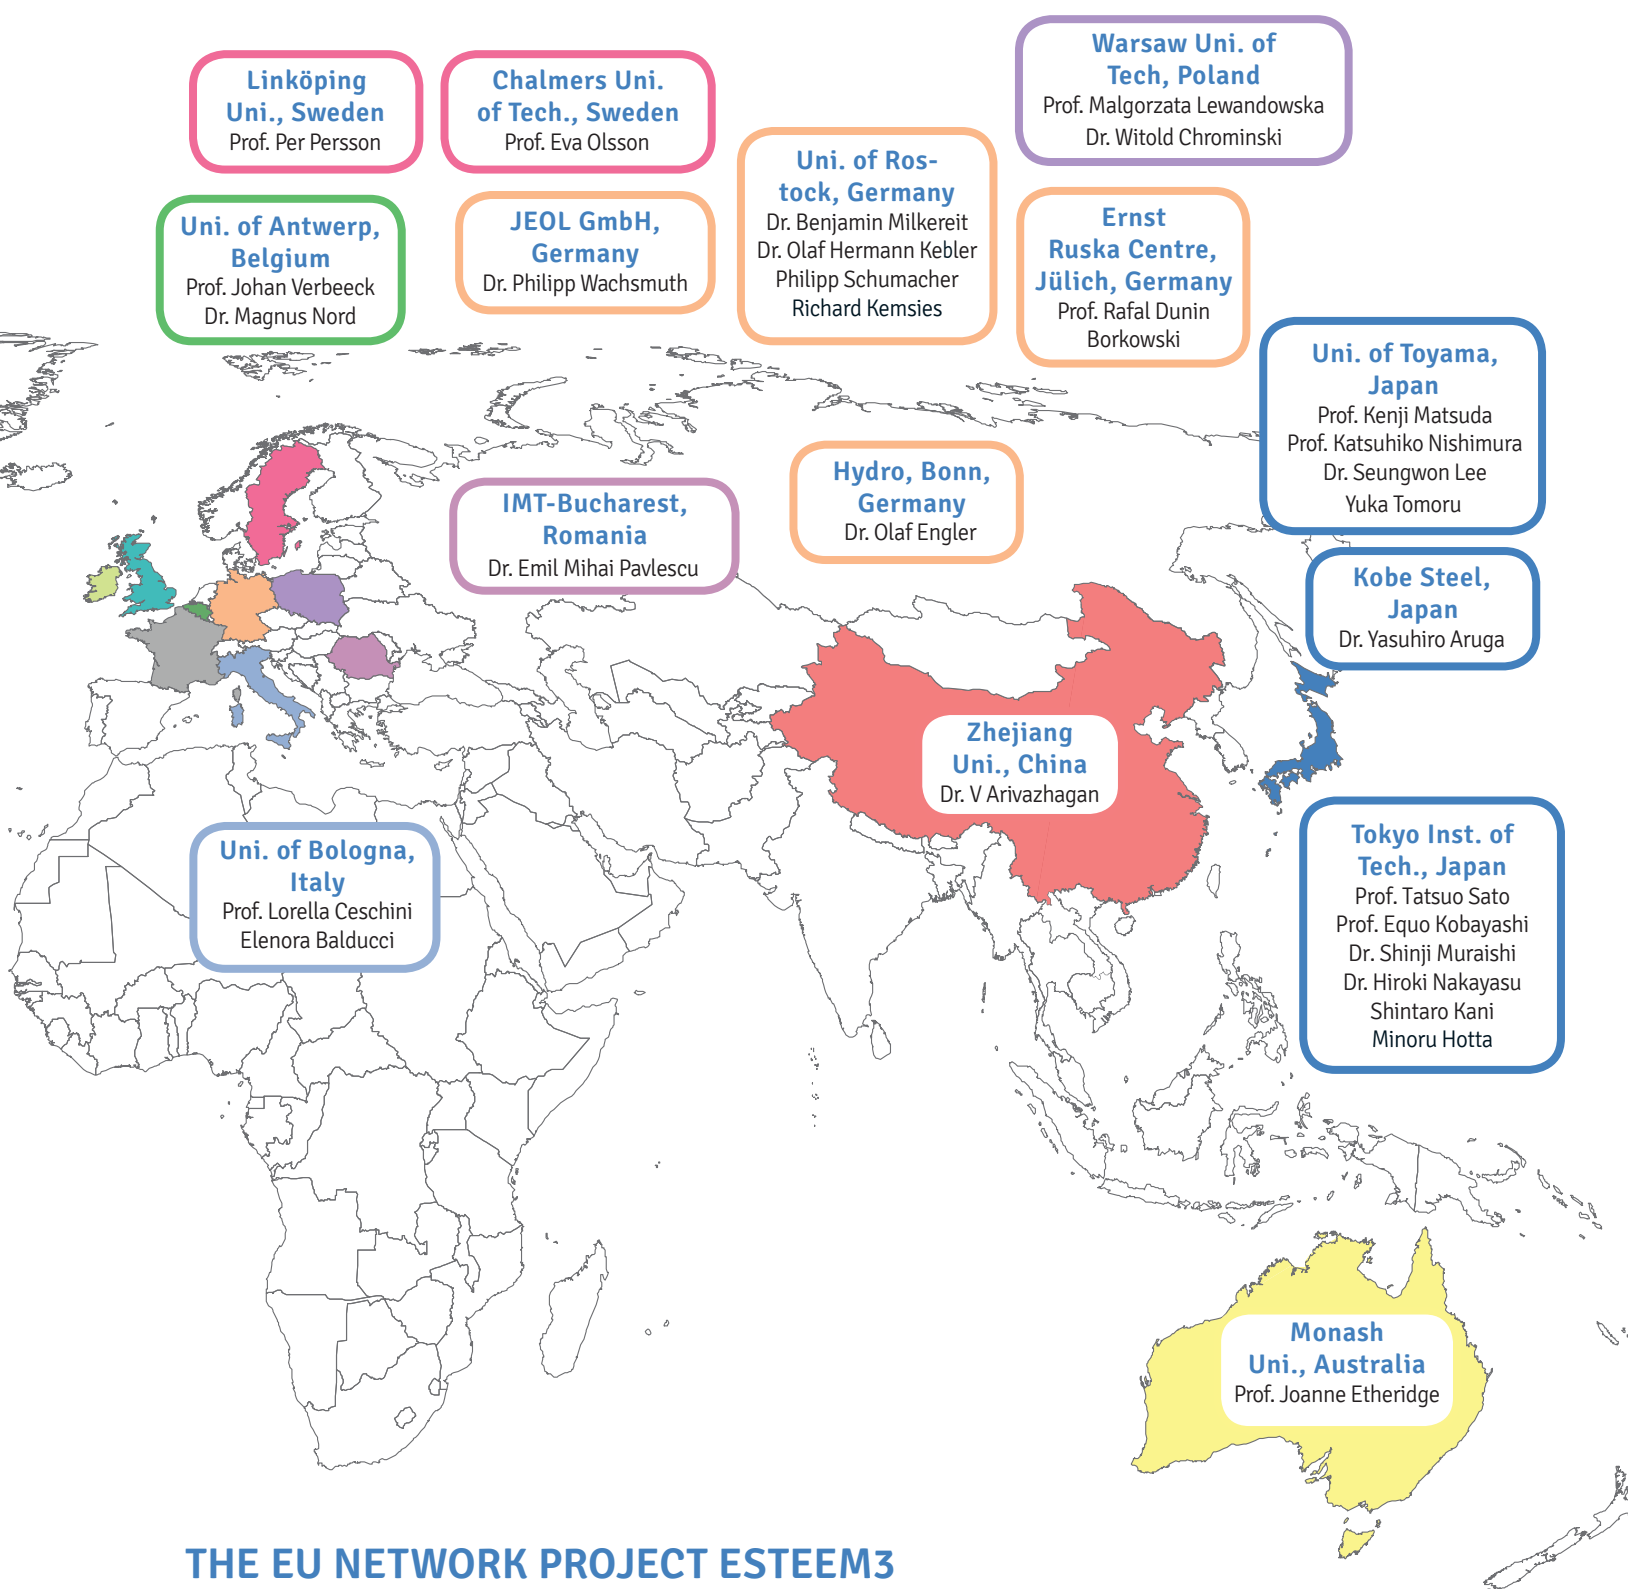 Linköping
Uni., Sweden
Prof. Per Persson
Chalmers Uni.
of Tech., Sweden
Prof. Eva Olsson
Warsaw Uni. of
Tech, Poland
Prof. Malgorzata Lewandowska
Dr. Witold Chrominski
Uni. of Antwerp,
Belgium
Prof. Johan Verbeeck
Dr. Magnus Nord
JEOL GmbH,
Germany
Dr. Philipp Wachsmuth
Uni. of Ros-
tock, Germany
Dr. Benjamin Milkereit
Dr. Olaf Hermann Kebler
Philipp Schumacher
Richard Kemsies
Ernst
Ruska Centre,
Jülich, Germany
Prof. Rafal Dunin
Borkowski
Uni. of Toyama,
Japan
Prof. Kenji Matsuda
Prof. Katsuhiko Nishimura
Dr. Seungwon Lee
Yuka Tomoru
IMT-Bucharest,
Romania
Dr. Emil Mihai Pavlescu
Hydro, Bonn,
Germany
Dr. Olaf Engler
Kobe Steel,
Japan
Dr. Yasuhiro Aruga
Zhejiang
Uni., China
Dr. V Arivazhagan
Uni. of Bologna,
Italy
Prof. Lorella Ceschini
Elenora Balducci
Tokyo Inst. of
Tech., Japan
Prof. Tatsuo Sato
Prof. Equo Kobayashi
Dr. Shinji Muraishi
Dr. Hiroki Nakayasu
Shintaro Kani
Minoru Hotta
Monash
Uni., Australia
Prof. Joanne Etheridge
THE EU NETWORK PROJECT ESTEEM3